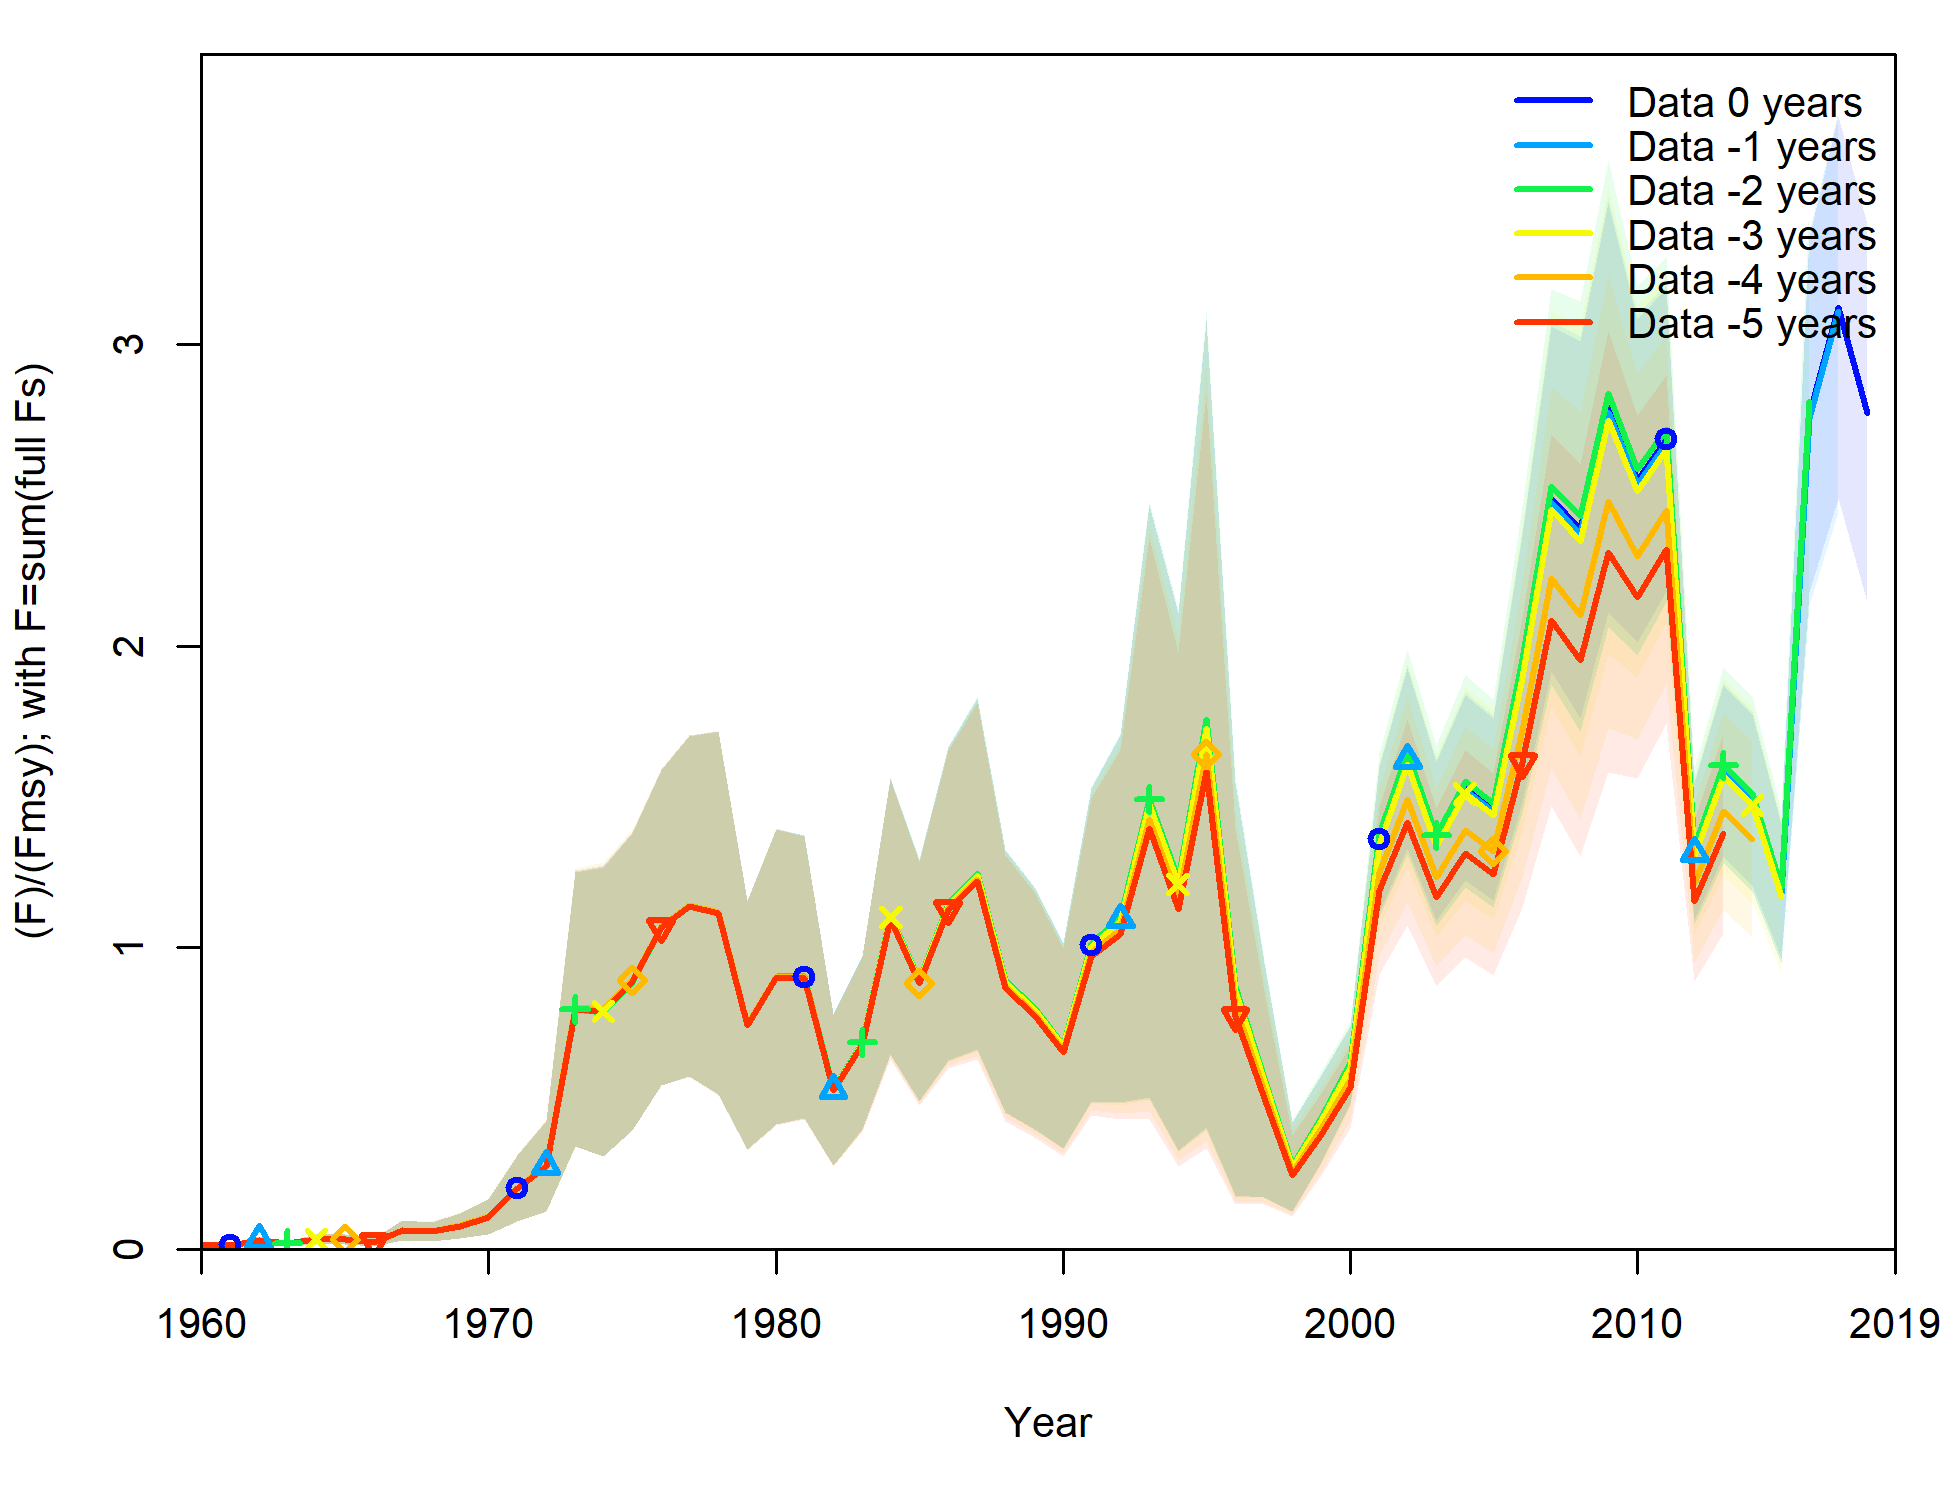 Data 0 years
Data -1 years
Data -2 years
Data -3 years
Data -4 years
Data -5 years
(F)/(Fmsy); with F=sum(full Fs)
3
2
1
0
1960 1970 1980 1990 2000 2010 2019
Year